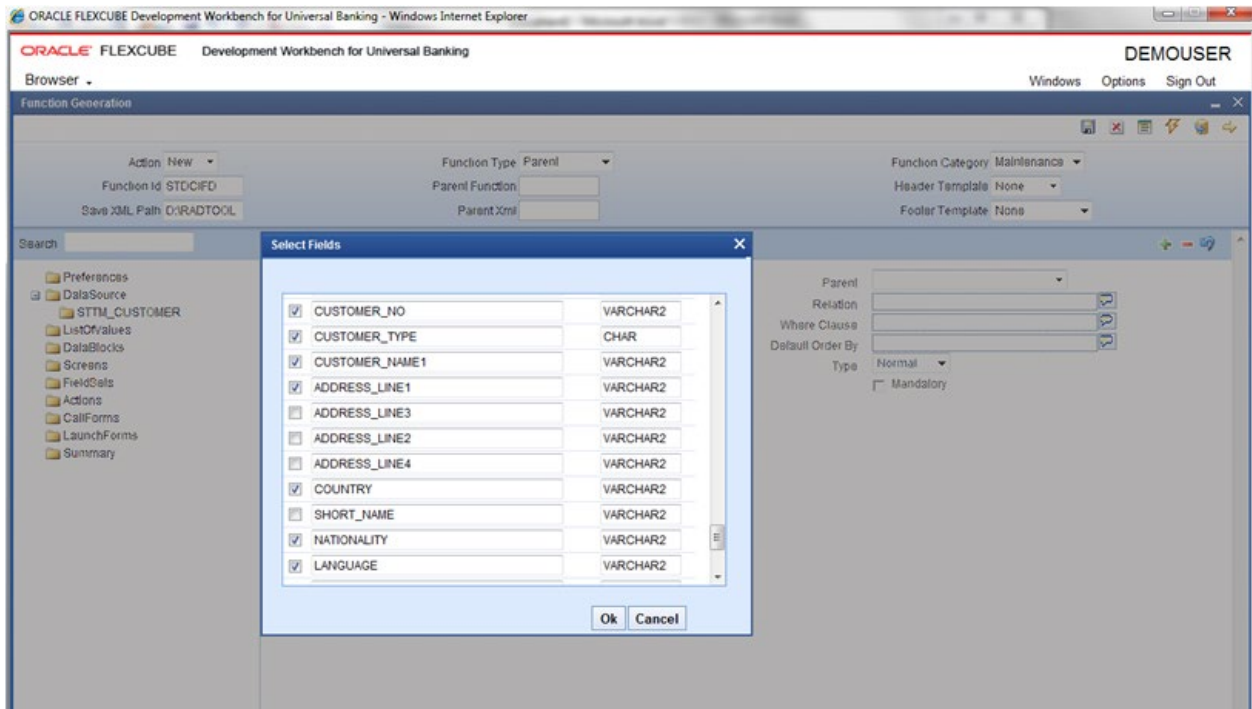 ORACLE FLEXCUBE Development Workbench for Universal Banking - Windows Internet Explorer
ORACLE FLEXCUBE Development Workbench for Universal Banking
DEMOUSER
Browser
Windows Options Sign Out
Function Generation
Action New Function Type Parent Function Category Maintenance
Function Id STDCIFD Parent Function Header Template None
Save XML Path D:\RADTOOL Parent Xml Footer Template None
Search
Preferences
DataSource
STTM_CUSTOMER
ListOfValues
DataBlocks
Screens
FieldSets
Actions
CallForms
LaunchForms
Summary
Select Fields
CUSTOMER_NO VARCHAR2
CUSTOMER_TYPE CHAR
CUSTOMER_NAME1 VARCHAR2
ADDRESS_LINE1 VARCHAR2
ADDRESS_LINE3 VARCHAR2
ADDRESS_LINE2 VARCHAR2
ADDRESS_LINE4 VARCHAR2
COUNTRY VARCHAR2
SHORT_NAME VARCHAR2
NATIONALITY VARCHAR2
LANGUAGE VARCHAR2
Ok Cancel
Parent
Relation
Where Clause
Default Order By
Type Normal
Mandatory